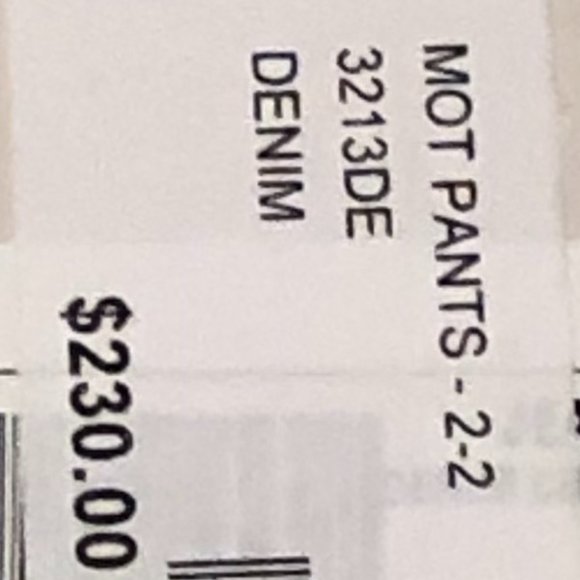 MOT PANTS - 2-2
3213DE
DENIM
$230.00